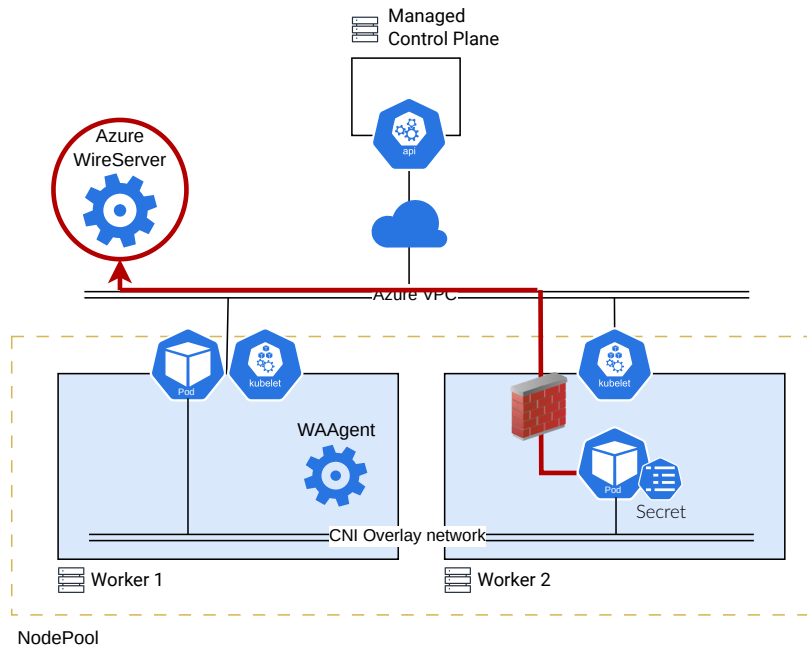 Managed
Control Plane
api
Azure
WireServer
Azure VPC
Pod
kubelet
kubelet
WAAgent
Pod
Secret
CNI Overlay network
Worker 1
Worker 2
NodePool